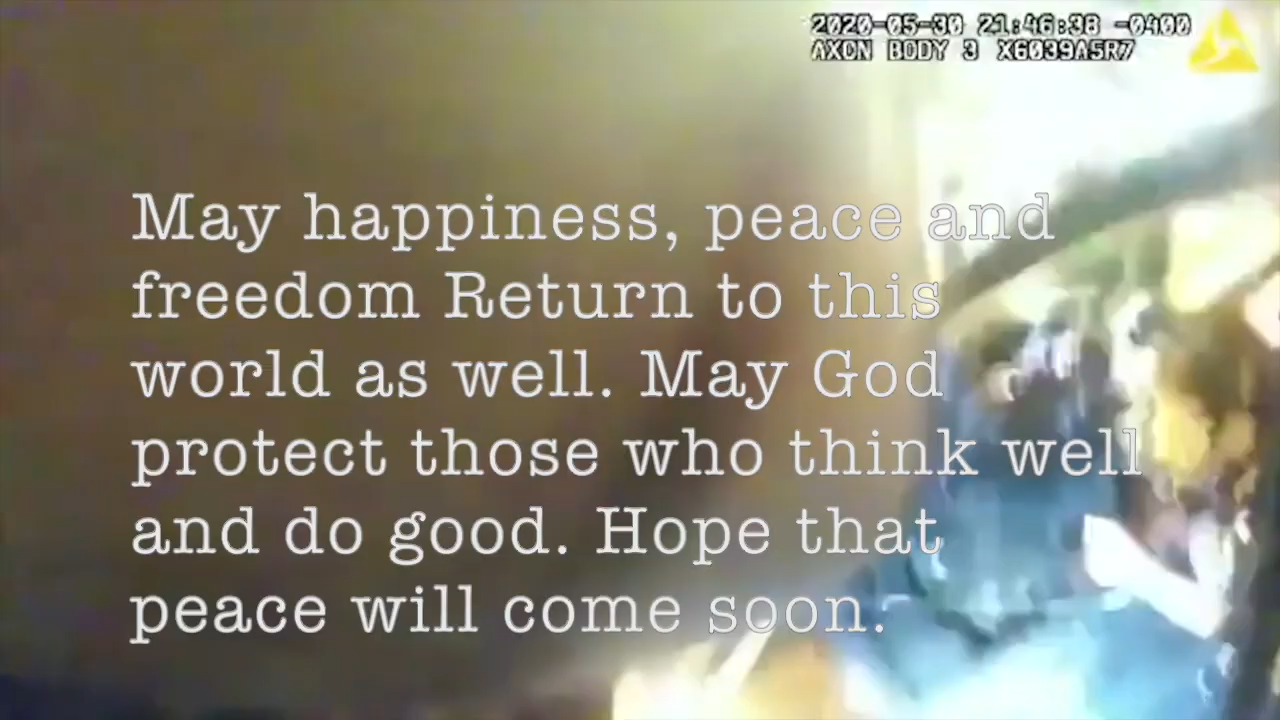 2020-05-30 21:46:38 -0400
AXON BODY 3 X6039A5R7
May happiness, peace and
freedom Return to this
world as well. May God
protect those who think well
and do good. Hope that
peace will come soon.